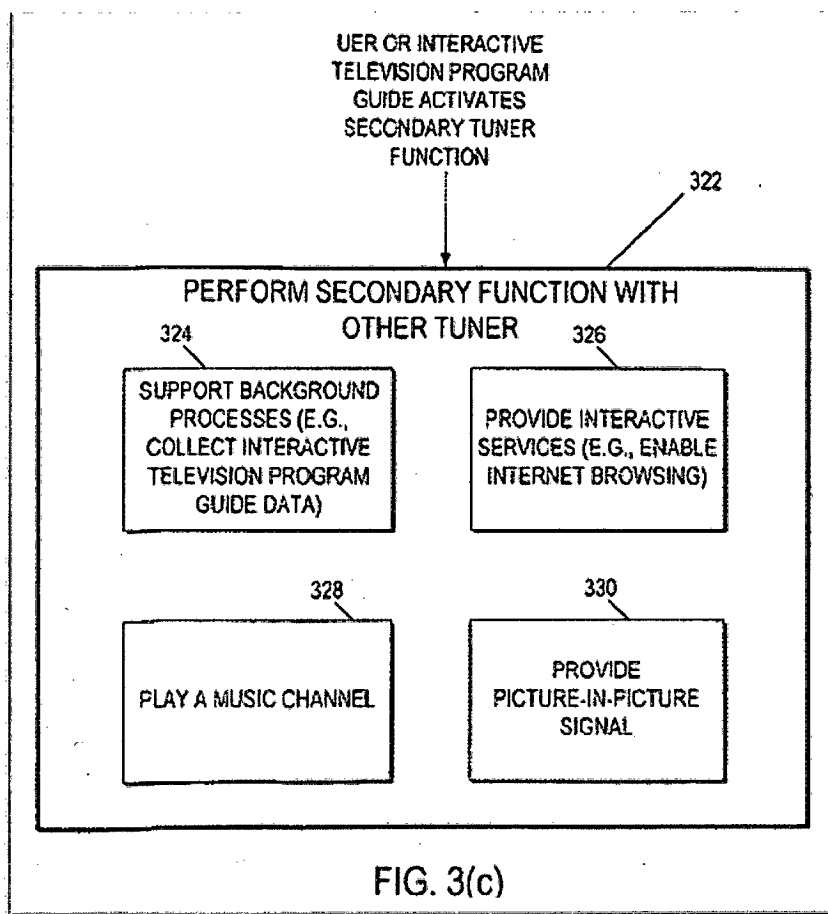 UER OR INTERACTIVE
TELEVISION PROGRAM
GUIDE ACTIVATES
SECONDARY TUNER
FUNCTION
322
PERFORM SECONDARY FUNCTION WITH
OTHER TUNER
324
SUPPORT BACKGROUND
PROCESSES (E.G.,
COLLECT INTERACTIVE
TELEVISION PROGRAM
GUIDE DATA)
326
PROVIDE INTERACTIVE
SERVICES (E.G., ENABLE
INTERNET BROWSING)
328
PLAY A MUSIC CHANNEL
330
PROVIDE
PICTURE-IN-PICTURE
SIGNAL
FIG. 3(c)